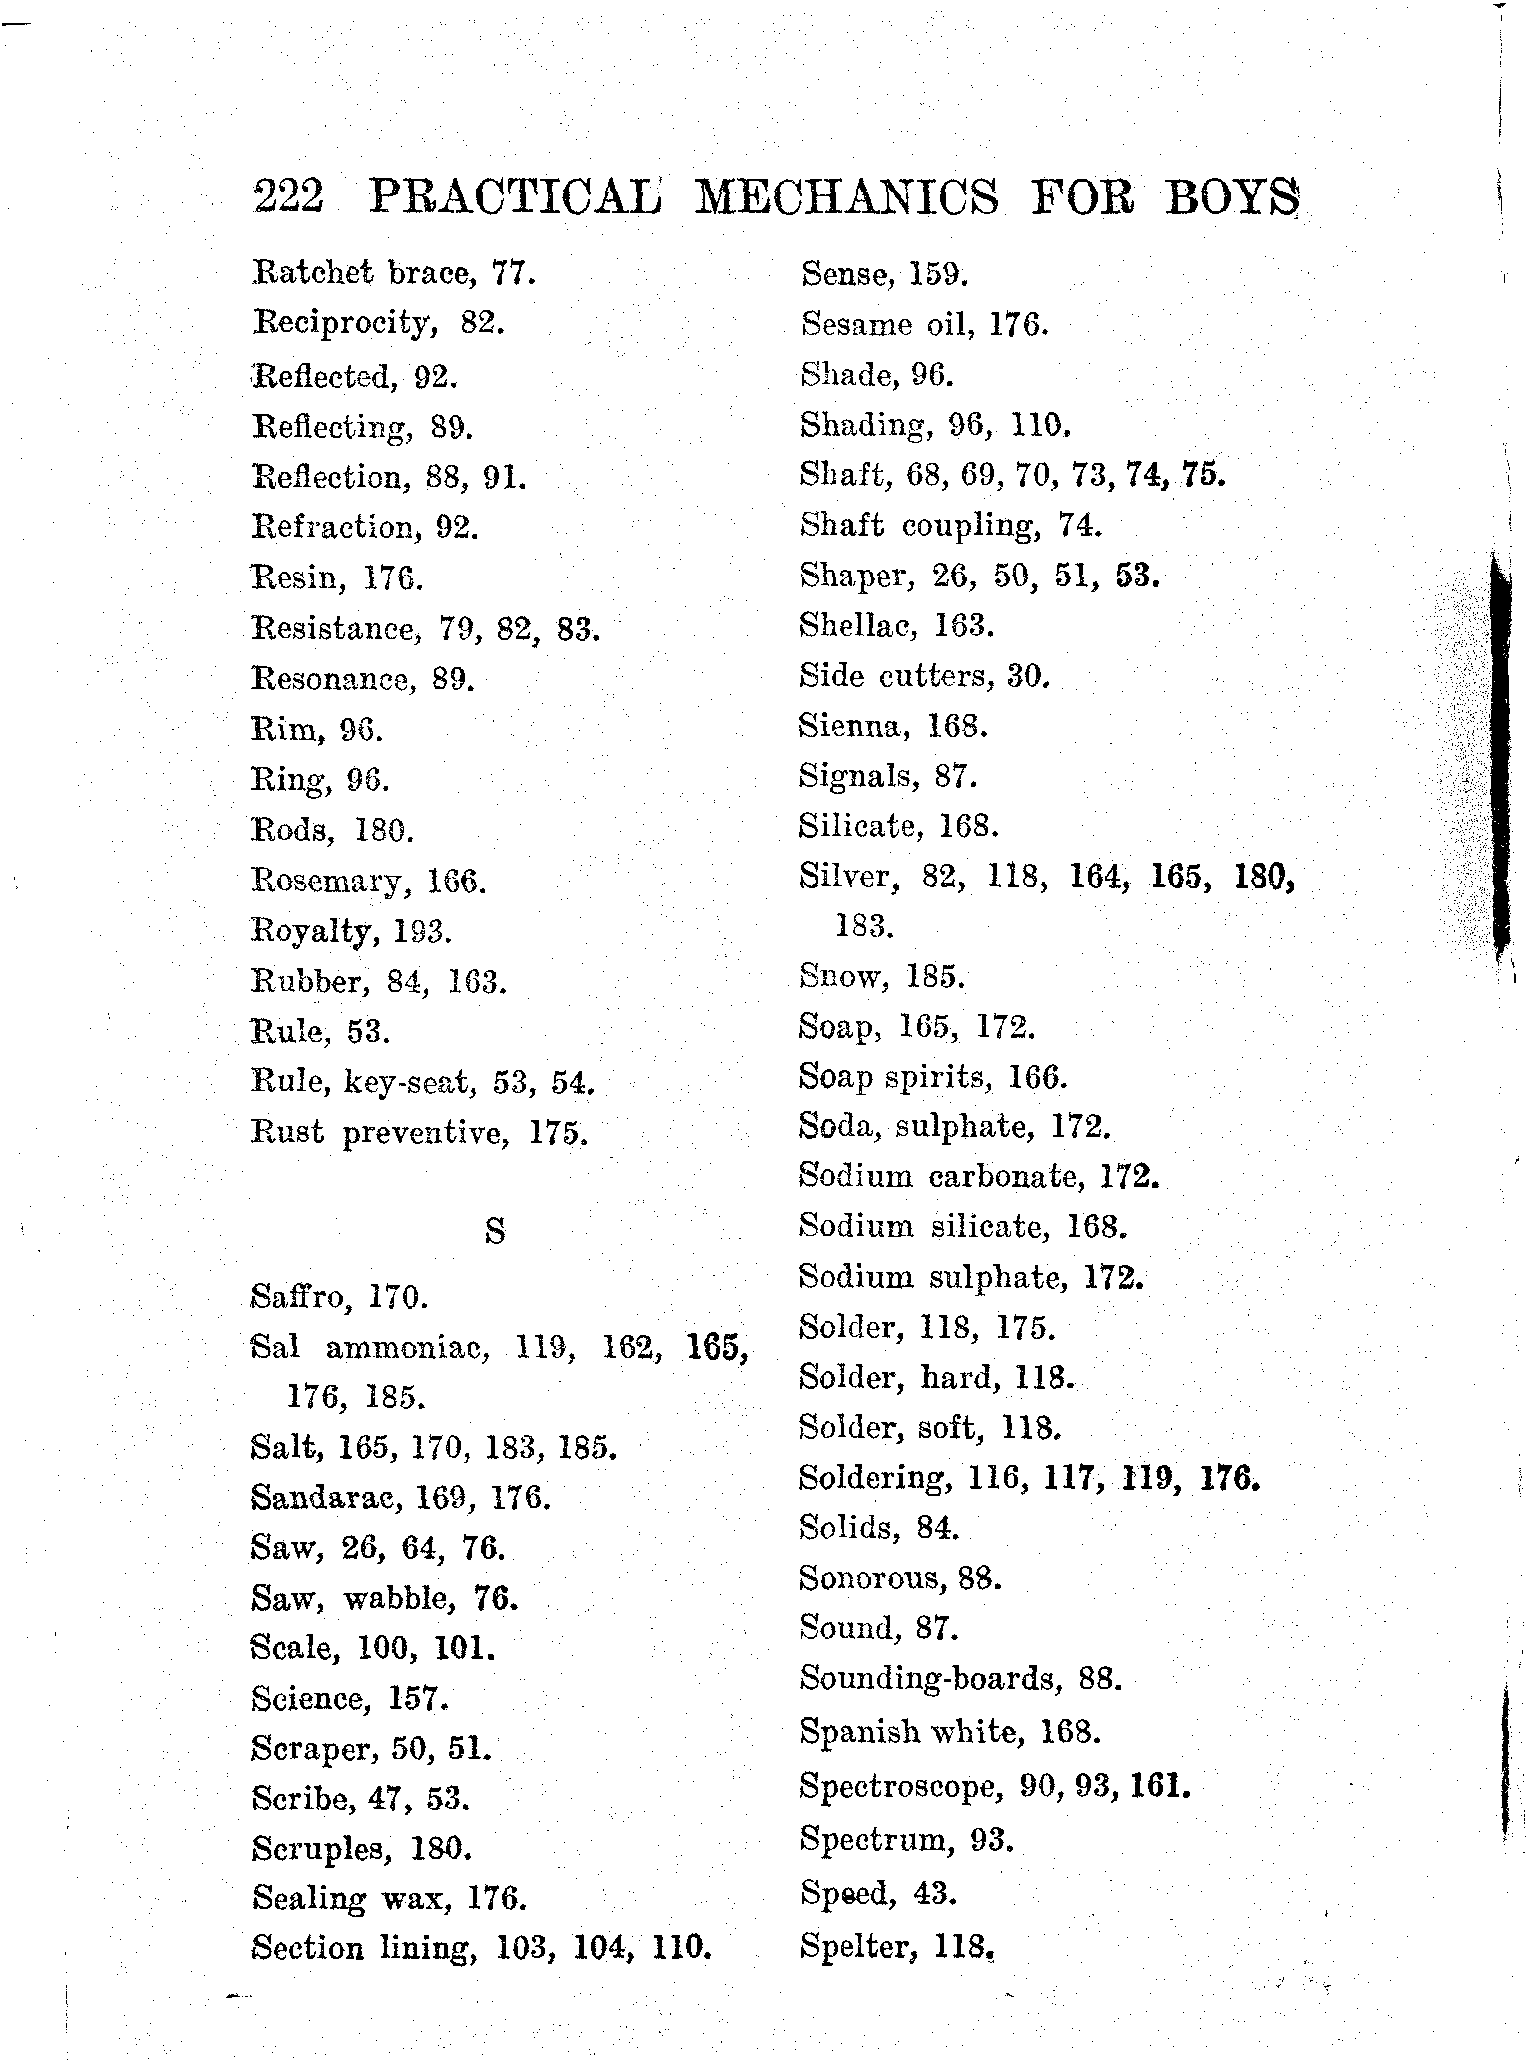 222 PRACTICAL MECHANICS FOR BOYS
Ratchet brace, 77.
Reciprocity, 82.
Reflected, 92.
Reflecting, 89.
Reflection, 88, 91.
Refraction, 92.
Resin, 176.
Resistance, 79, 82, 83.
Resonance, 89.
Rim, 96.
Ring, 96.
Rods, 180.
Rosemary, 166.
Royalty, 193.
Rubber, 84, 163.
Rule, 53.
Rule, key-seat, 53, 54.
Rust preventive, 175.
S
Saffro, 170.
Sal ammoniac, 119, 162, 165,
176, 185.
Salt, 165, 170, 183, 185.
Sandarac, 169, 176.
Saw, 26, 64, 76.
Saw, wabble, 76.
Scale, 100, 101.
Science, 157.
Scraper, 50, 51.
Scribe, 47, 53.
Scruples, 180.
Sealing wax, 176.
Section lining, 103, 104, 110.
Sense, 159.
Sesame oil, 176.
Shade, 96.
Shading, 96, 110.
Shaft, 68, 69, 70, 73, 74, 75.
Shaft coupling, 74.
Shaper, 26, 50, 51, 53.
Shellac, 163.
Side cutters, 30.
Sienna, 168.
Signals, 87.
Silicate, 168.
Silver, 82, 118, 164, 165, 180,
183.
Snow, 185.
Soap, 165, 172.
Soap spirits, 166.
Soda, sulphate, 172.
Sodium carbonate, 172.
Sodium silicate, 168.
Sodium sulphate, 172.
Solder, 118, 175.
Solder, hard, 118.
Solder, soft, 118.
Soldering, 116, 117, 119, 176.
Solids, 84.
Sonorous, 88.
Sound, 87.
Sounding-boards, 88.
Spanish white, 168.
Spectroscope, 90, 93, 161.
Spectrum, 93.
Speed, 43.
Spelter, 118.